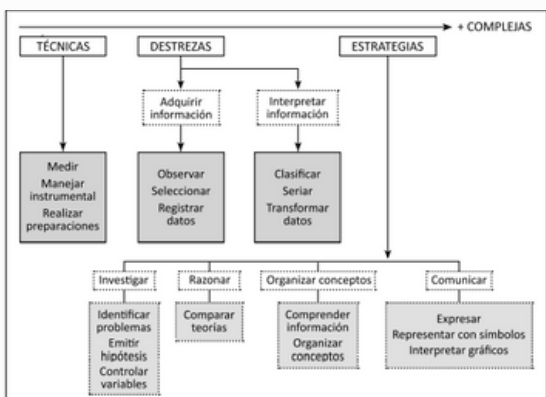 + COMPLEJAS
TÉCNICAS
DESTREZAS
ESTRATEGIAS
Adquirir
información
Interpretar
información
Medir
Manejar
instrumental
Realizar
preparaciones
Observar
Seleccionar
Registrar
datos
Clasificar
Seriar
Transformar
datos
Investigar
Razonar
Organizar conceptos
Comunicar
Identificar
problemas
Emitir
hipótesis
Controlar
variables
Comparar
teorías
Comprender
información
Organizar
conceptos
Expresar
Representar con símbolos
Interpretar gráficos